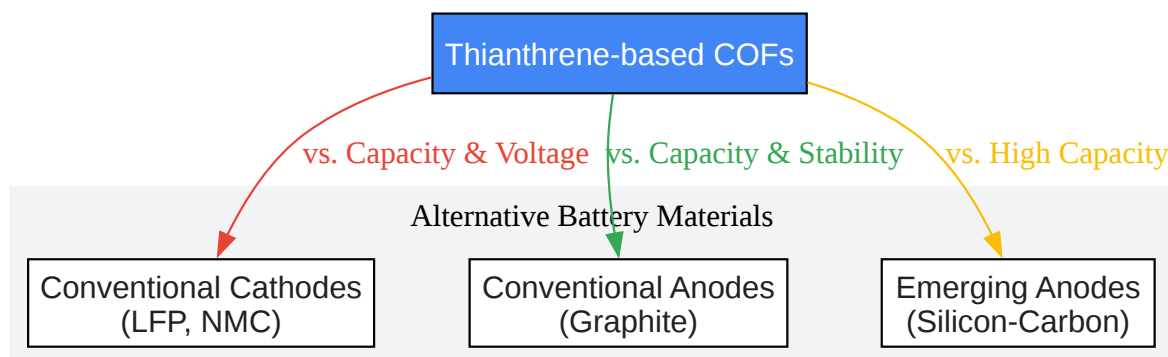 Thianthrene-based COFs
vs. Capacity & Voltage
vs. Capacity & Stability
vs. High Capacity
Alternative Battery Materials
Conventional Cathodes
(LFP, NMC)
Conventional Anodes
(Graphite)
Emerging Anodes
(Silicon-Carbon)